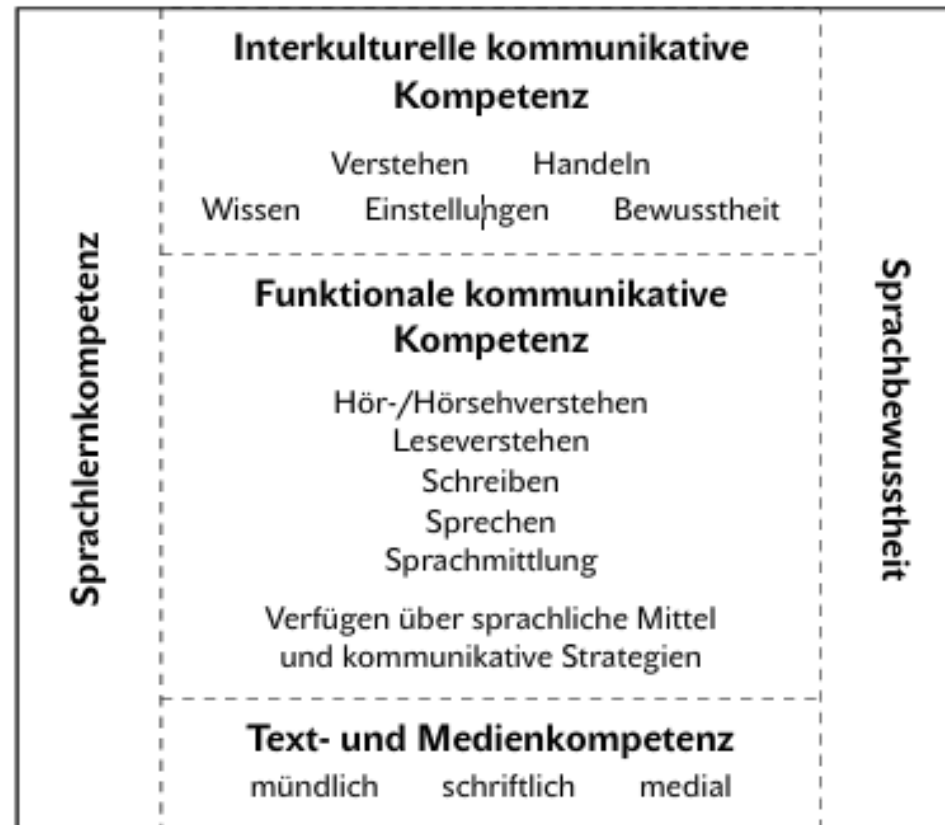 Sprachlernkompetenz
Interkulturelle kommunikative
Kompetenz
Verstehen Handeln
Wissen Einstellungen Bewusstheit
Funktionale kommunikative
Kompetenz
Hör-/Hörsehverstehen
Leseverstehen
Schreiben
Sprechen
Sprachmittlung
Verfügen über sprachliche Mittel
und kommunikative Strategien
Text- und Medienkompetenz
mündlich schriftlich medial
Sprachbewusstheit